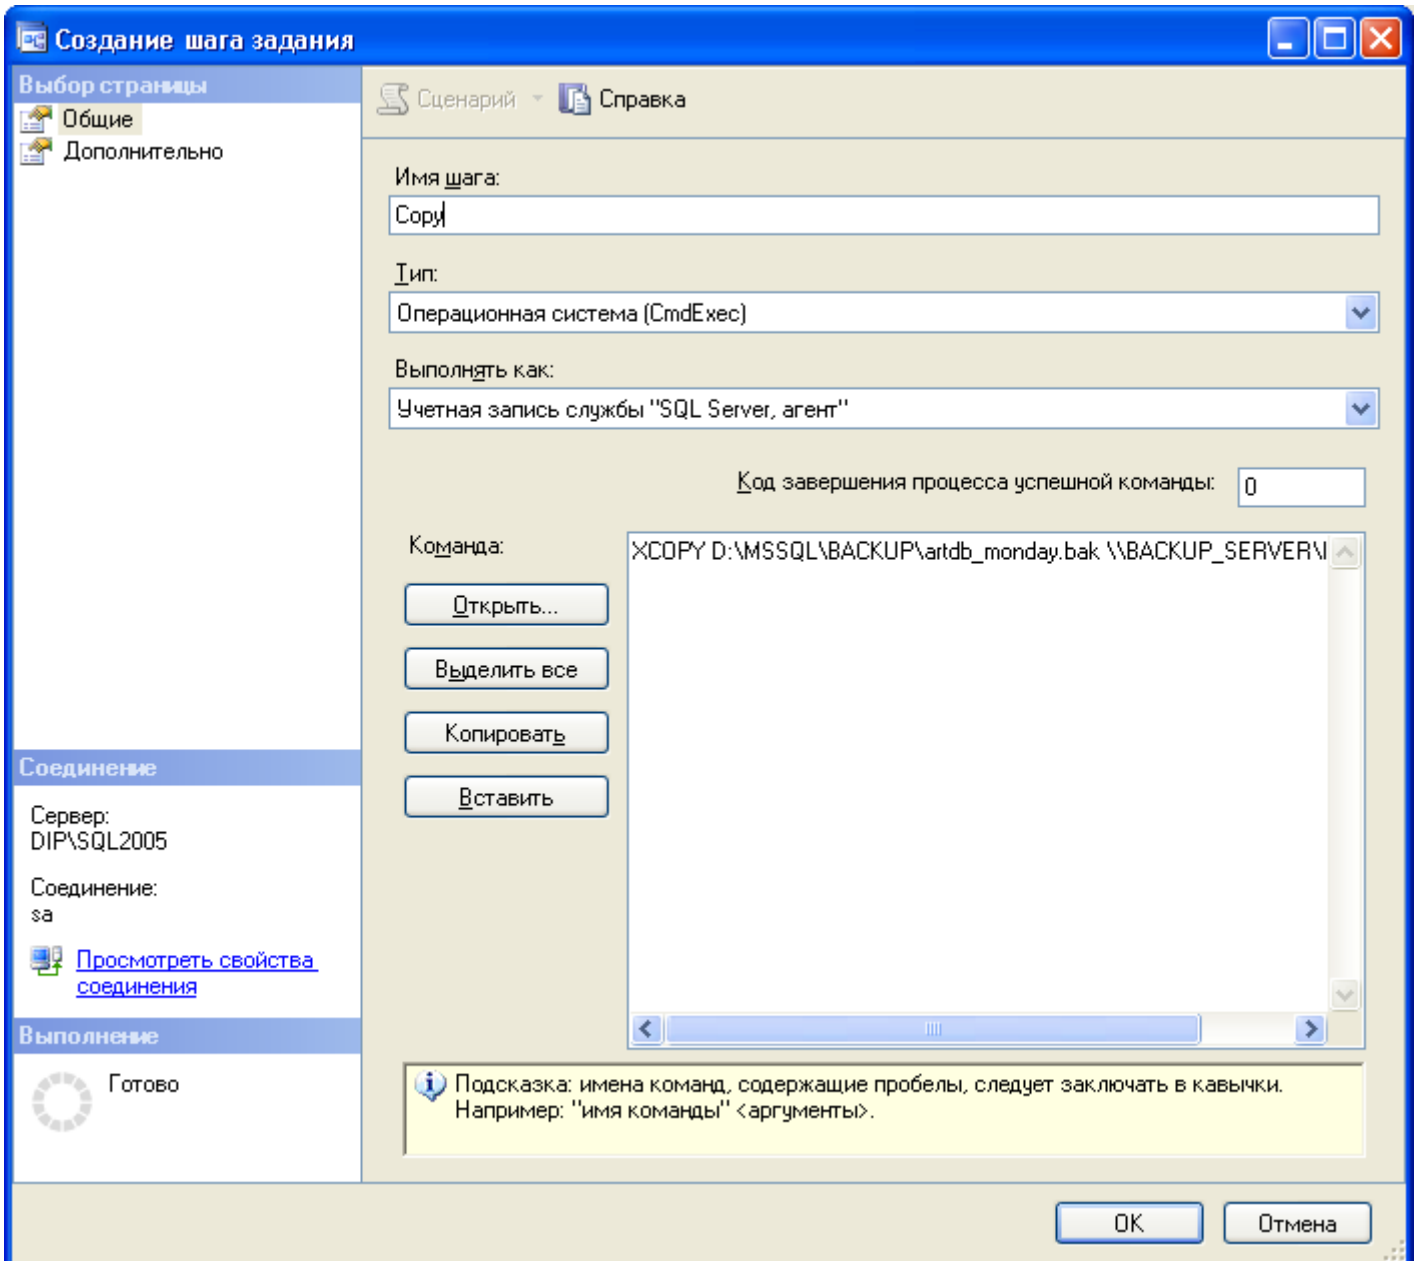 Создание шага задания
Выбор страницы
Общие
Дополнительно
Сценарий
Справка
Имя шага:
Copy
Тип:
Операционная система (CmdExec)
Выполнять как:
Учетная запись службы "SQL Server, агент"
Код завершения процесса успешной команды:
0
Команда:
XCOPY D:\MSSQL\BACKUP\artdb_monday.bak \\BACKUP_SERVER\
Открыть...
Выделить все
Копировать
Вставить
Соединение
Сервер:
DIP\SQL2005
Соединение:
sa
Просмотреть свойства
соединения
Выполнение
Готово
Подсказка: имена команд, содержащие пробелы, следует заключать в кавычки.
Например: "имя команды" <аргументы>.
OK
Отмена